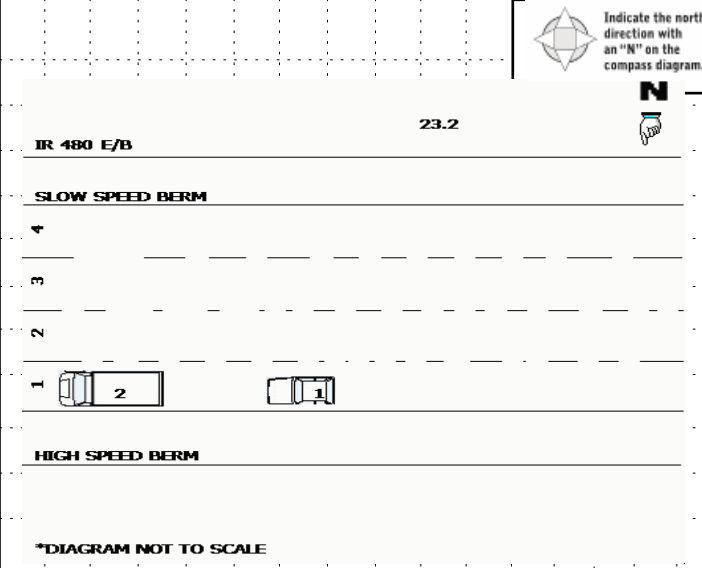 Indicate the north
direction with
an "N" on the
compass diagram.
N
23.2
IR 480 E/B
SLOW SPEED BERM
4
3
2
1
2
1
HIGH SPEED BERM
*DIAGRAM NOT TO SCALE